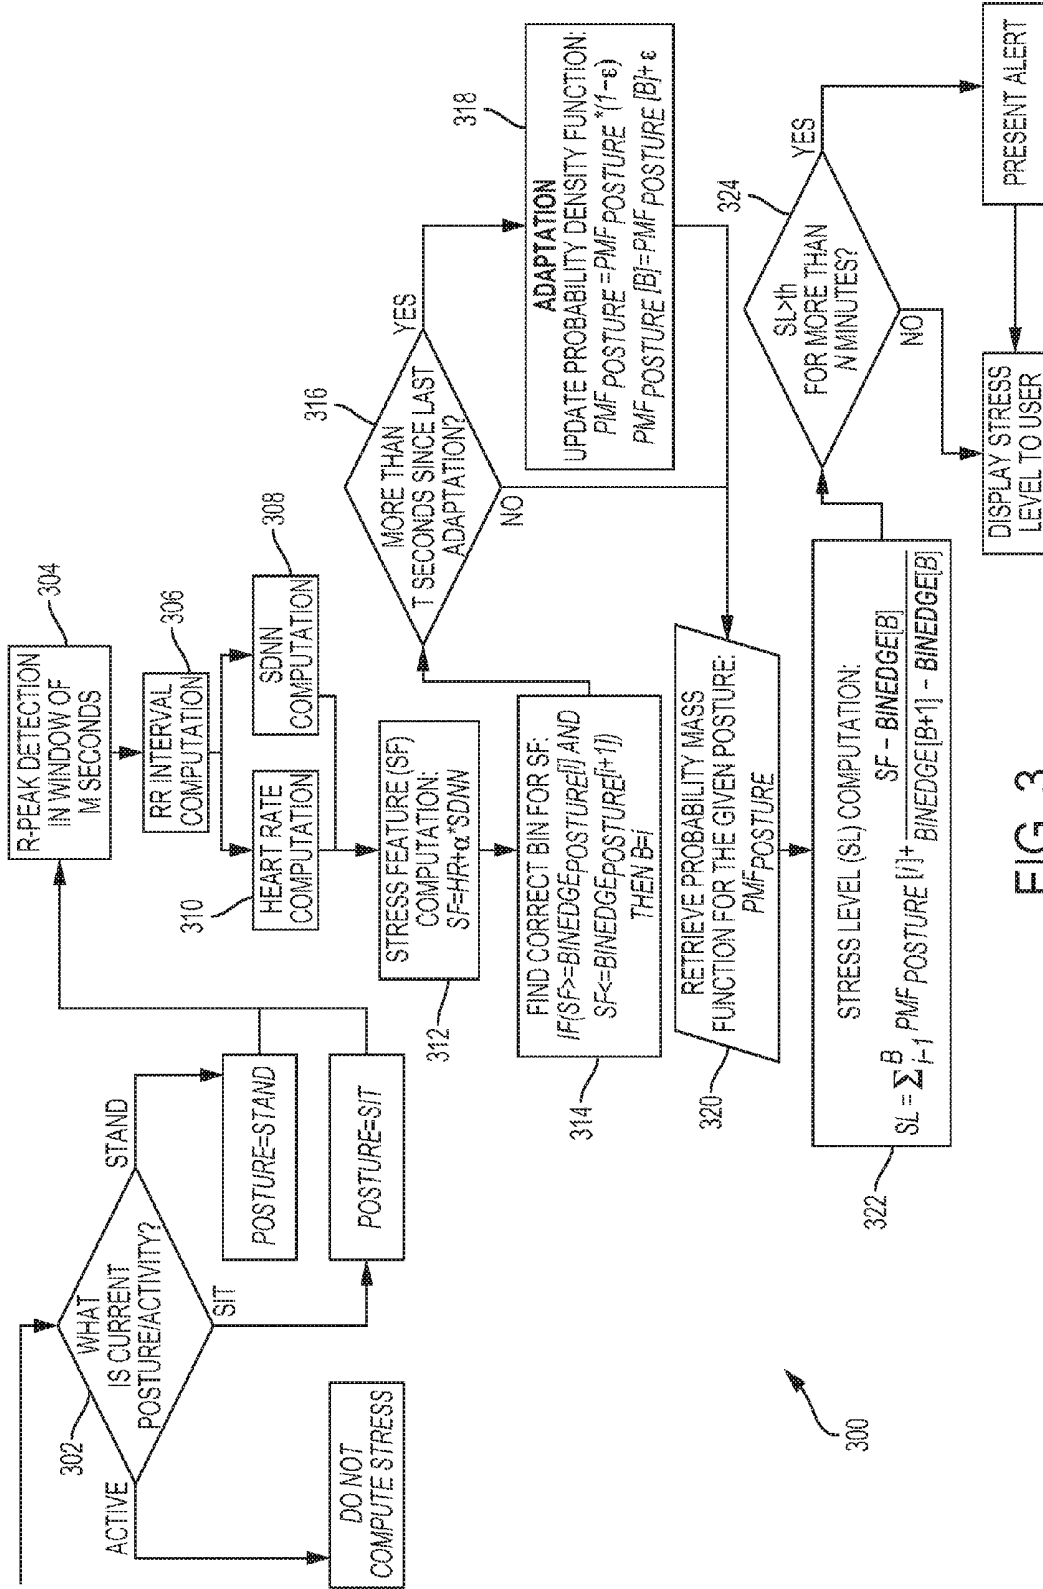 WHAT
IS CURRENT
POSTURE/ACTIVITY?
302
ACTIVE
STAND
SIT
DO NOT
COMPUTE STRESS
POSTURE=STAND
POSTURE=SIT
R-PEAK DETECTION
IN WINDOW OF
M SECONDS
304
RR INTERVAL
COMPUTATION
306
HEART RATE
COMPUTATION
310
SDNN
COMPUTATION
308
STRESS FEATURE (SF)
COMPUTATION:
SF=HR+α*SDNN
312
FIND CORRECT BIN FOR SF:
IF(SF>=BINEDGEPOSTURE[i] AND
SF<=BINEDGEPOSTURE[i+1])
THEN B=i
314
MORE THAN
T SECONDS SINCE LAST
ADAPTATION?
316
YES
NO
ADAPTATION
UPDATE PROBABILITY DENSITY FUNCTION:
PMFPOSTURE=PMFPOSTURE*(1-ε)
PMFPOSTURE[B]=PMFPOSTURE[B]+ε
318
RETRIEVE PROBABILITY MASS
FUNCTION FOR THE GIVEN POSTURE:
PMFPOSTURE
320
STRESS LEVEL (SL) COMPUTATION:
SL = Σ B i-1 PMF POSTURE [i]+ SF - BINEDGE[B]
BINEDGE[B+1] - BINEDGE[B]
322
SL>th
FOR MORE THAN
N MINUTES?
324
YES
NO
PRESENT ALERT
DISPLAY STRESS
LEVEL TO USER
300
FIG. 3